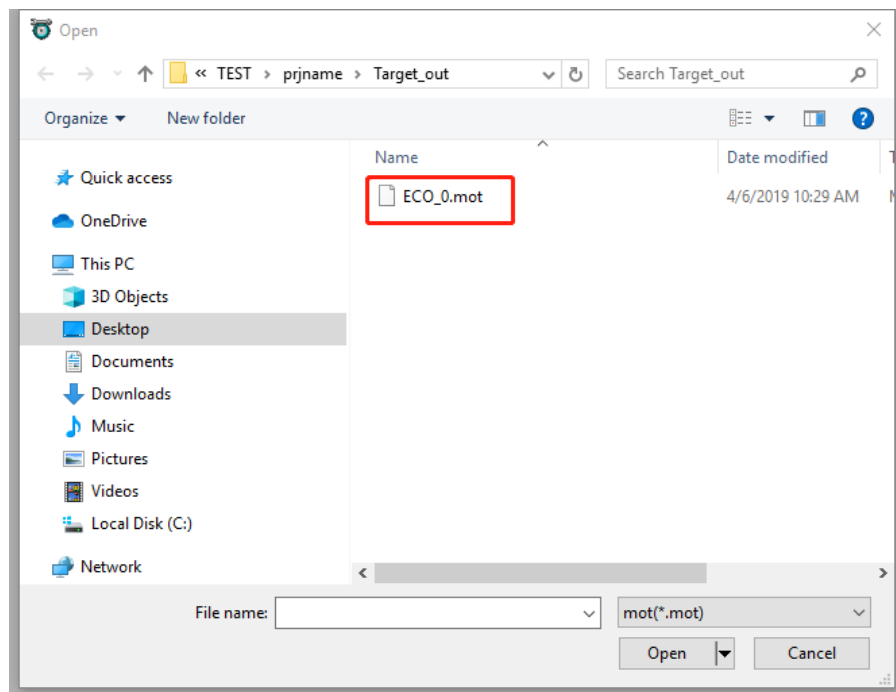 Open
« TEST › prjname › Target_out
Search Target_out
Organize
New folder
?
Name
Date modified
Quick access
ECO_0.mot
4/6/2019 10:29 AM
OneDrive
This PC
3D Objects
Desktop
Documents
Downloads
Music
Pictures
Videos
Local Disk (C:)
Network
File name:
mot(*.mot)
Open
Cancel